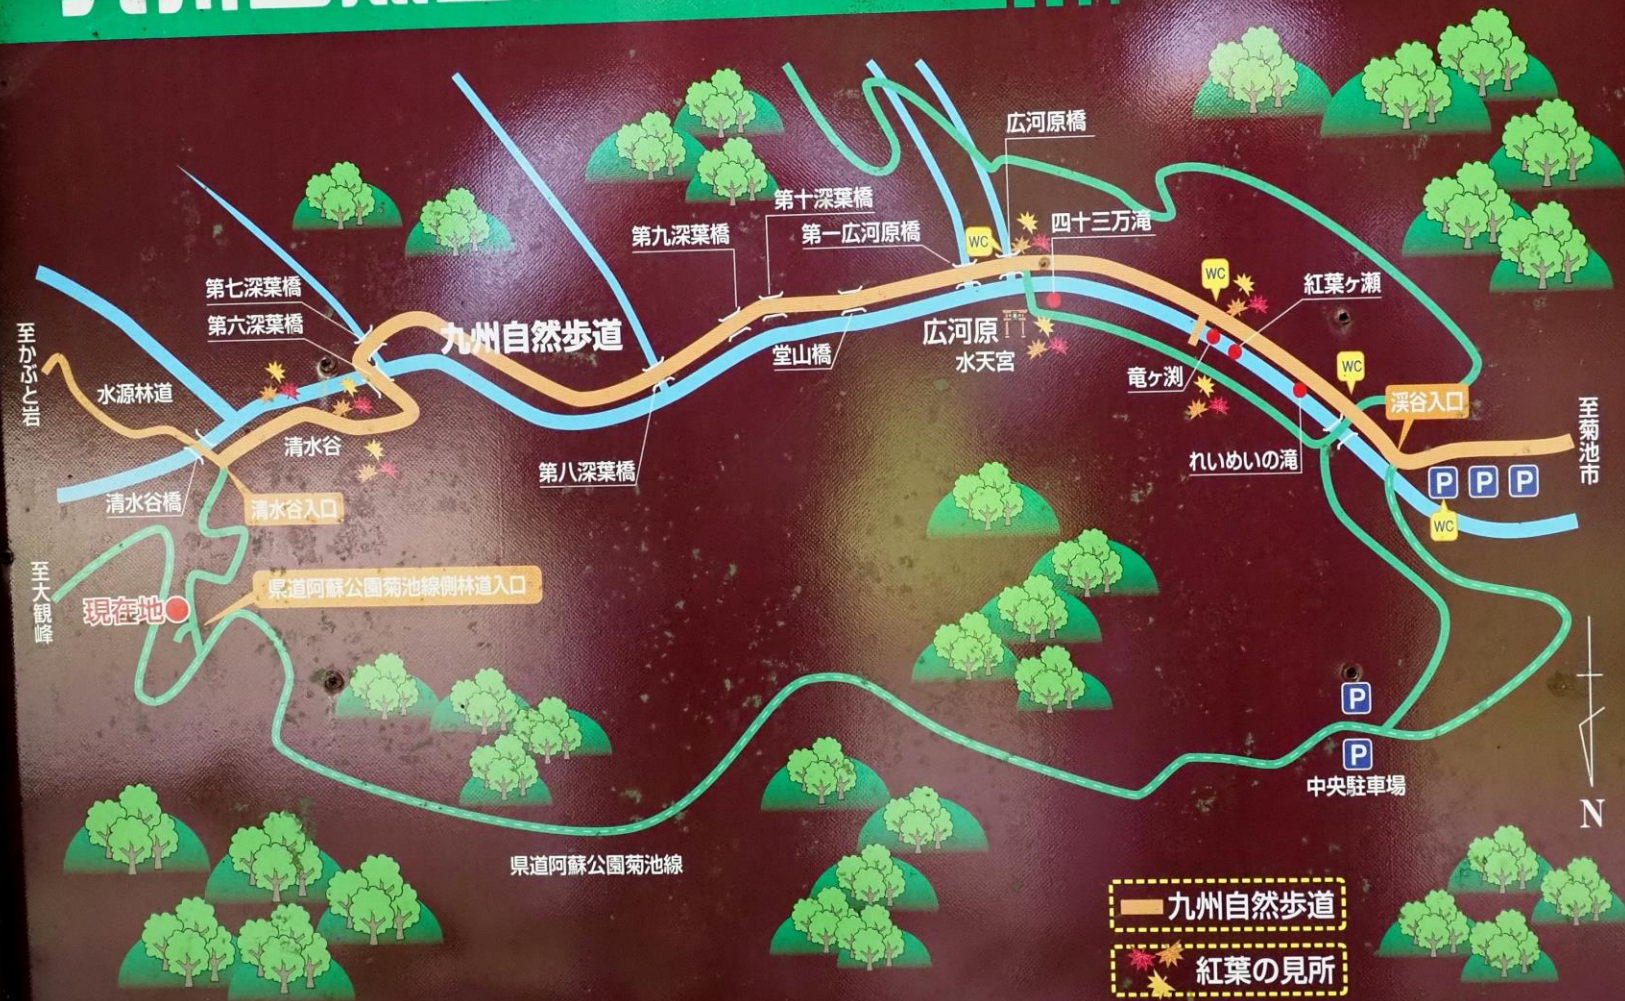 広河原橋
第十深葉橋
第九深葉橋
第一広河原橋
四十三万滝
WC
第七深葉橋
第六深葉橋
WC
紅葉ヶ瀬
至かぶと岩
九州自然歩道
広河原
水天宮
堂山橋
竜ヶ渕
WC
渓谷入口
水源林道
清水谷
第八深葉橋
れいめいの滝
至菊池市
清水谷橋
清水谷入口
P P P
WC
至大観峰
現在地
県道阿蘇公園菊池線側林道入口
P
P
中央駐車場
N
県道阿蘇公園菊池線
九州自然歩道
紅葉の見所